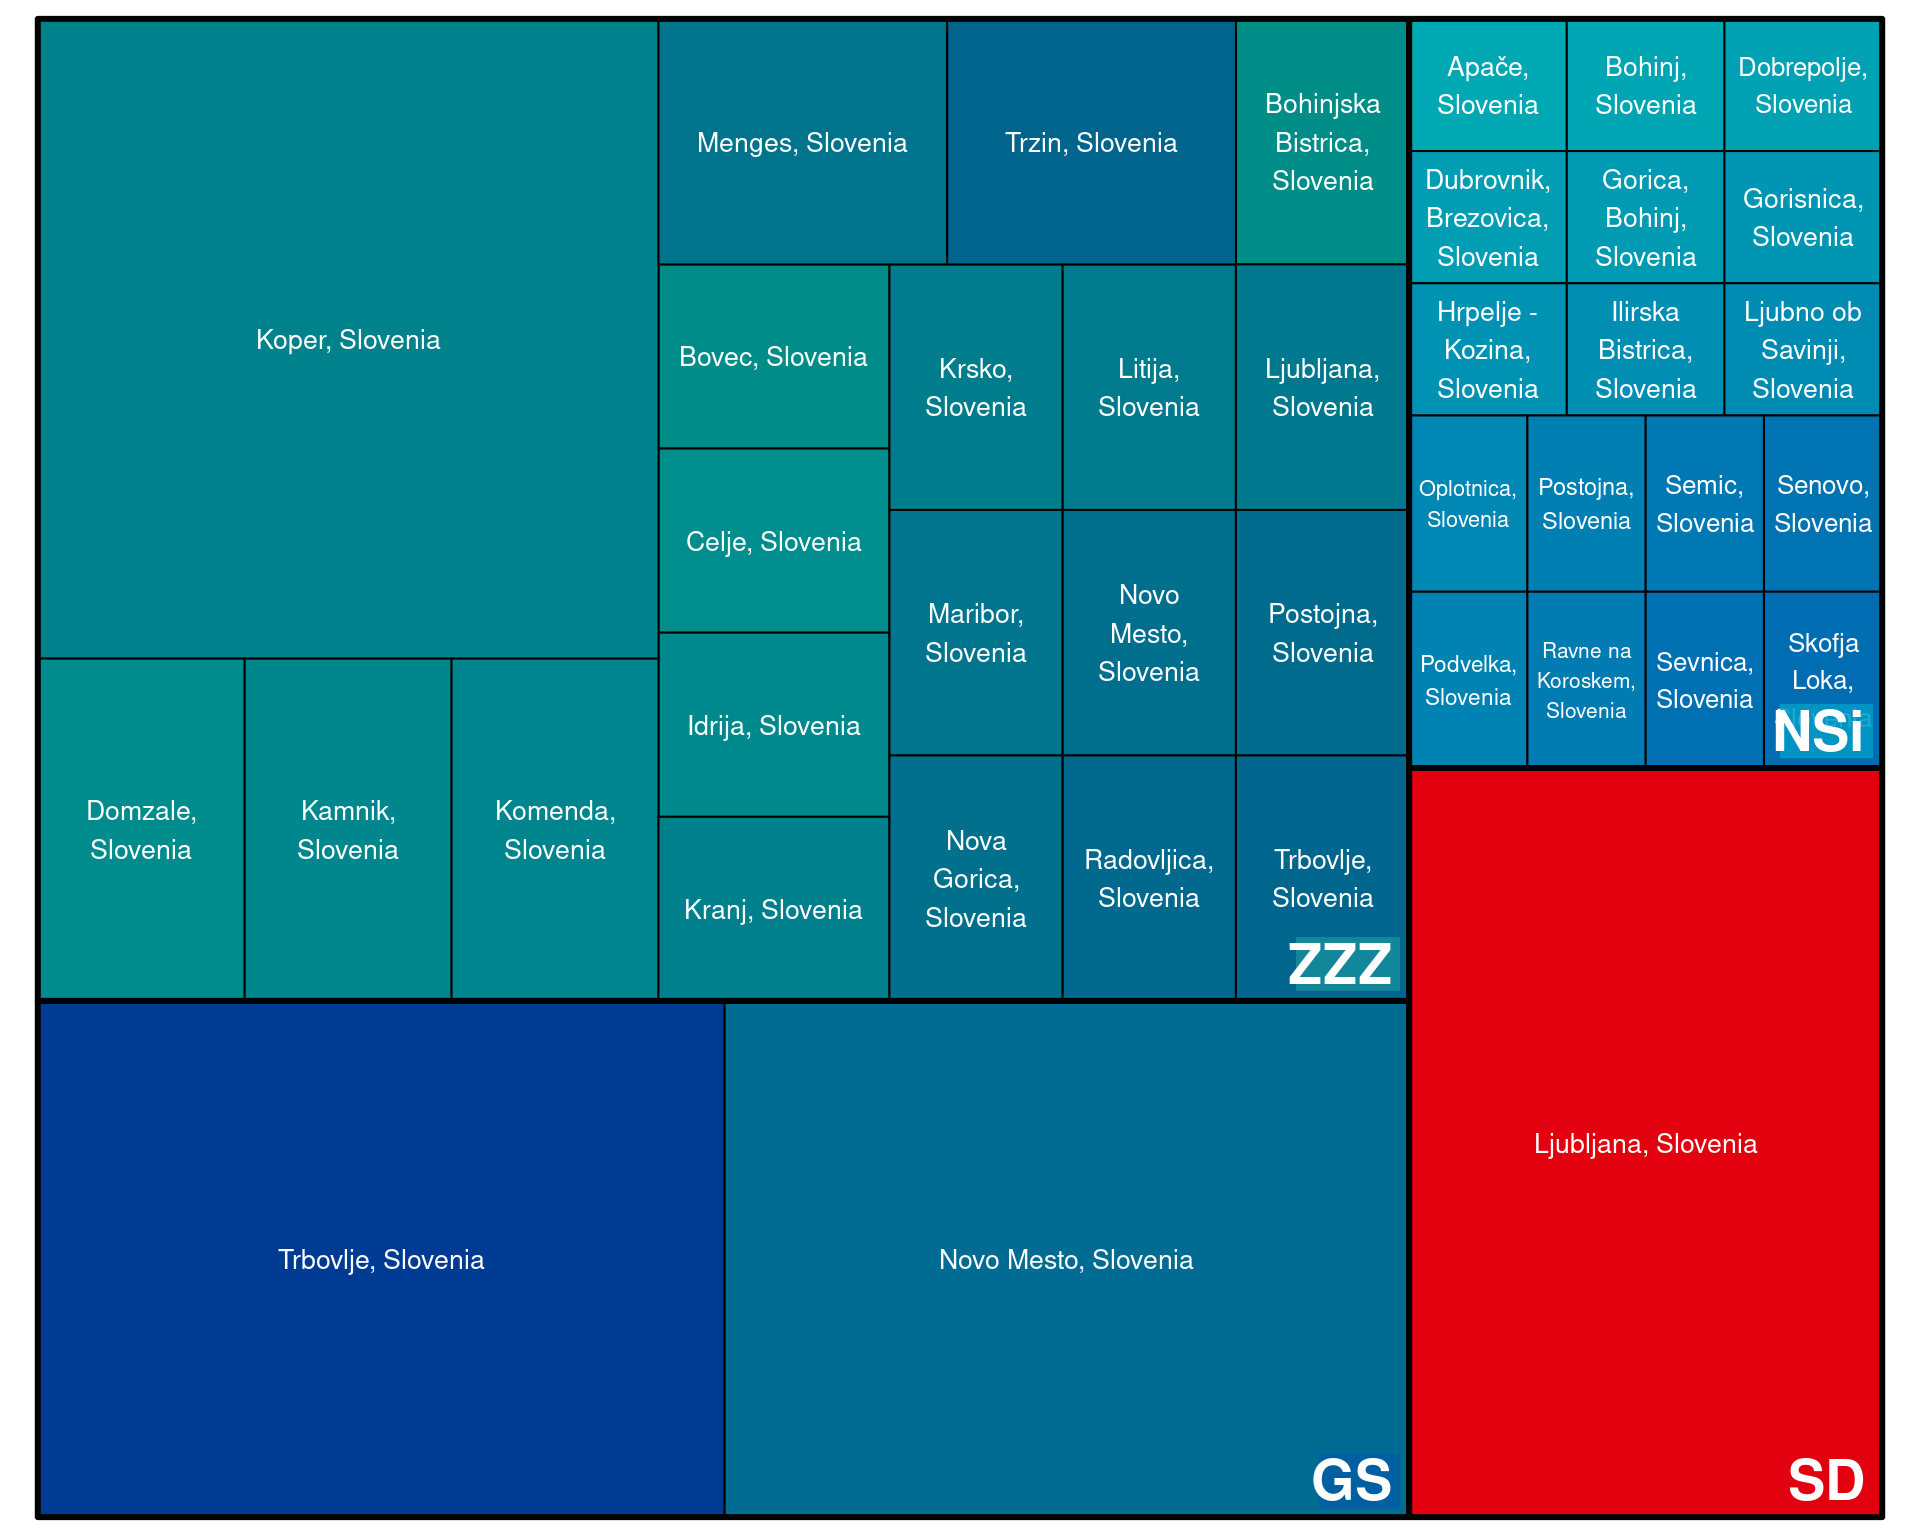 Koper, Slovenia
Menges, Slovenia
Trzin, Slovenia
Bohinjska
Bistrica,
Slovenia
Bovec, Slovenia
Celje, Slovenia
Idrija, Slovenia
Kranj, Slovenia
Krsko,
Slovenia
Litija,
Slovenia
Ljubljana,
Slovenia
Maribor,
Slovenia
Novo
Mesto,
Slovenia
Postojna,
Slovenia
Nova
Gorica,
Slovenia
Radovljica,
Slovenia
Trbovlje,
Slovenia
Domzale,
Slovenia
Kamnik,
Slovenia
Komenda,
Slovenia
ZZZ
Trbovlje, Slovenia
Novo Mesto, Slovenia
GS
Apače,
Slovenia
Bohinj,
Slovenia
Dobrepolje,
Slovenia
Dubrovnik,
Brezovica,
Slovenia
Gorica,
Bohinj,
Slovenia
Gorisnica,
Slovenia
Hrpelje -
Kozina,
Slovenia
Ilirska
Bistrica,
Slovenia
Ljubno ob
Savinji,
Slovenia
Oplotnica,
Slovenia
Postojna,
Slovenia
Semic,
Slovenia
Senovo,
Slovenia
Podvelka,
Slovenia
Ravne na
Koroskem,
Slovenia
Sevnica,
Slovenia
Skofja
Loka,
NSi
Ljubljana, Slovenia
SD